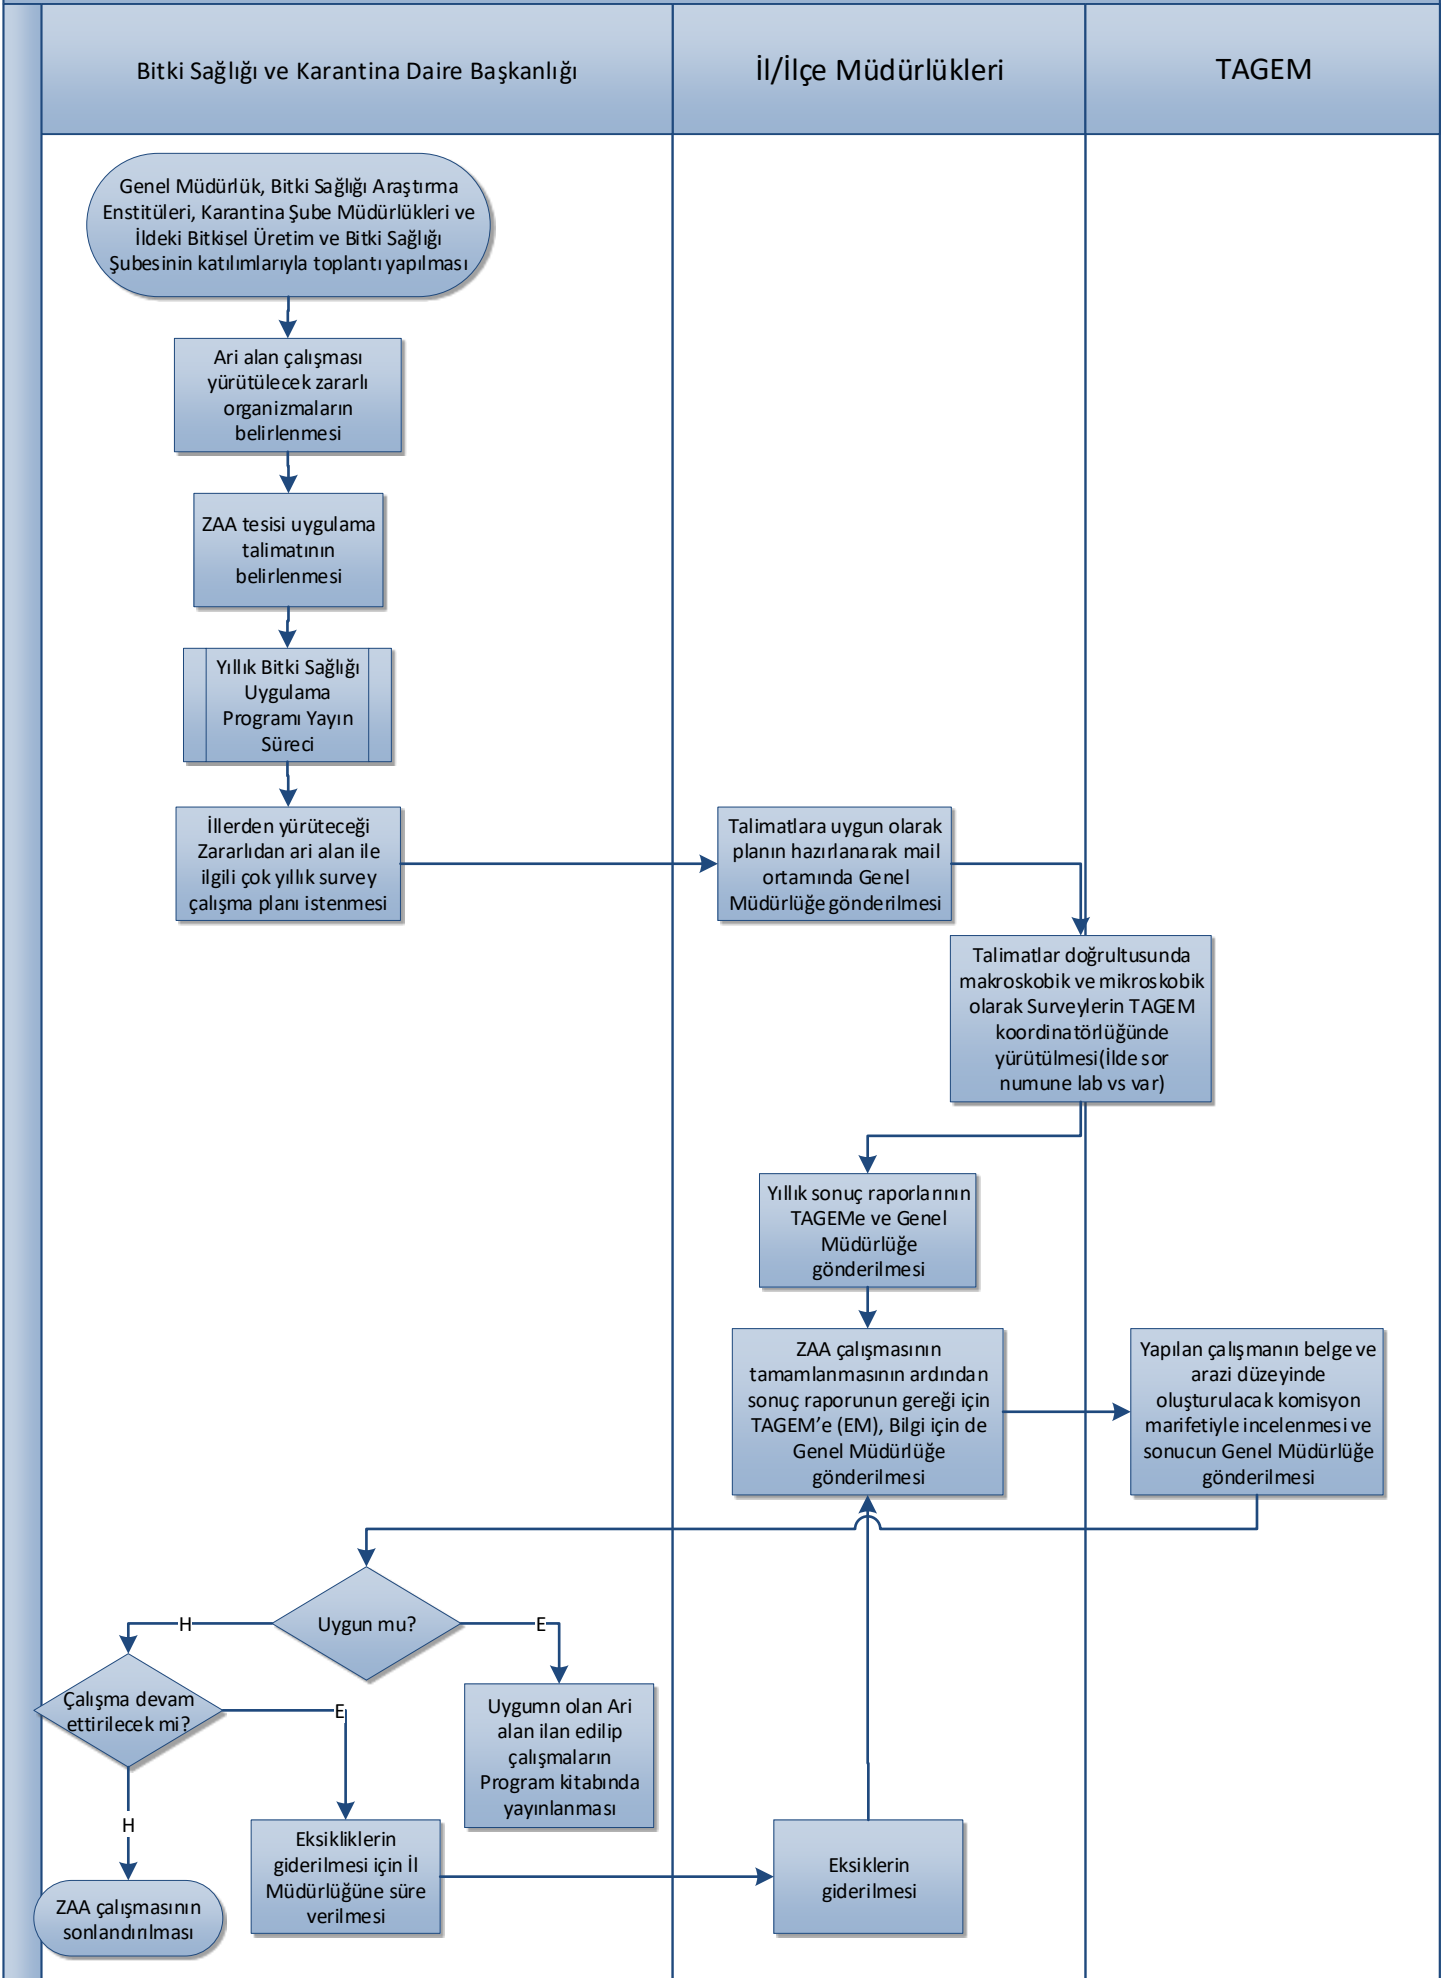 Bitki Sağlığı ve Karantina Daire Başkanlığı
İl/İlçe Müdürlükleri
TAGEM
Genel Müdürlük, Bitki Sağlığı Araştırma
Enstitüleri, Karantina Şube Müdürlükleri ve
İldeki Bitkisel Üretim ve Bitki Sağlığı
Şubesinin katılımlarıyla toplantı yapılması
Ari alan çalışması
yürütülecek zararlı
organizmaların
belirlenmesi
ZAA tesisi uygulama
talimatının
belirlenmesi
Yıllık Bitki Sağlığı
Uygulama
Programı Yayın
Süreci
İllerden yürüteceği
Zararlıdan ari alan ile
ilgili çok yıllık survey
çalışma planı istenmesi
Talimatlara uygun olarak
planın hazırlanarak mail
ortamında Genel
Müdürlüğe gönderilmesi
Talimatlar doğrultusunda
makroskobik ve mikroskobik
olarak Surveylerin TAGEM
koordinatörlüğünde
yürütülmesi(İlde sor
numune lab vs var)
Yıllık sonuç raporlarının
TAGEMe ve Genel
Müdürlüğe
gönderilmesi
ZAA çalışmasının
tamamlanmasının ardından
sonuç raporunun gereği için
TAGEM’e (EM), Bilgi için de
Genel Müdürlüğe
gönderilmesi
Yapılan çalışmanın belge ve
arazi düzeyinde
oluşturulacak komisyon
marifetiyle incelenmesi ve
sonucun Genel Müdürlüğe
gönderilmesi
Uygun mu?
H
E
Çalışma devam
ettirilecek mi?
E
H
Uygumn olan Ari
alan ilan edilip
çalışmaların
Program kitabında
yayınlanması
Eksikliklerin
giderilmesi için İl
Müdürlüğüne süre
verilmesi
Eksiklerin
giderilmesi
ZAA çalışmasının
sonlandırılması